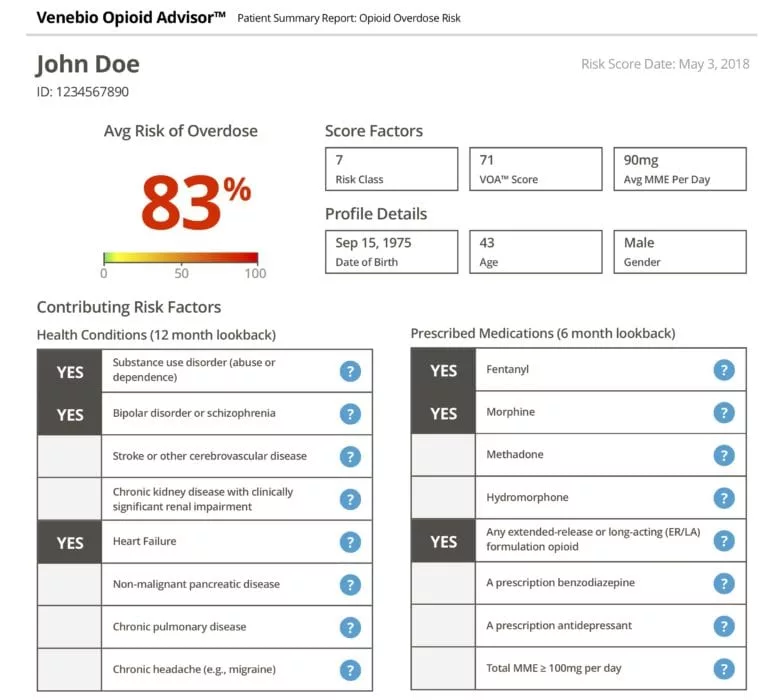 Venebio Opioid Advisor™ Patient Summary Report: Opioid Overdose Risk
John Doe
Risk Score Date: May 3, 2018
ID: 1234567890
Avg Risk of Overdose
83%
0 50 100
Score Factors
7
Risk Class
71
VOA™ Score
90mg
Avg MME Per Day
Profile Details
Sep 15, 1975
Date of Birth
43
Age
Male
Gender
Contributing Risk Factors
Health Conditions (12 month lookback)
YES
Substance use disorder (abuse or
dependence)
?
YES
Bipolar disorder or schizophrenia
?
Stroke or other cerebrovascular disease
?
Chronic kidney disease with clinically
significant renal impairment
?
YES
Heart Failure
?
Non-malignant pancreatic disease
?
Chronic pulmonary disease
?
Chronic headache (e.g., migraine)
?
Prescribed Medications (6 month lookback)
YES
Fentanyl
?
YES
Morphine
?
Methadone
?
Hydromorphone
?
YES
Any extended-release or long-acting (ER/LA)
formulation opioid
?
A prescription benzodiazepine
?
A prescription antidepressant
?
Total MME ≥ 100mg per day
?